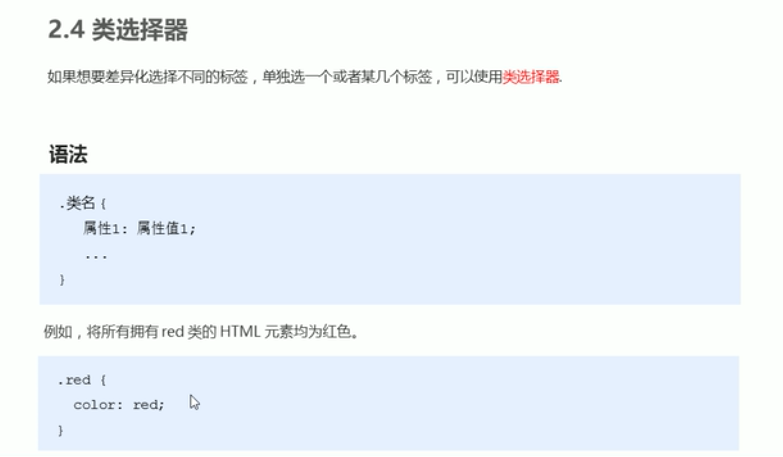 2.4 类选择器
如果想要差异化选择不同的标签，单独选一个或者某几个标签，可以使用类选择器.
语法
.类名 {
属性1: 属性值1;
...
}
例如，将所有拥有 red 类的 HTML 元素均为红色。
.red {
color: red;
}